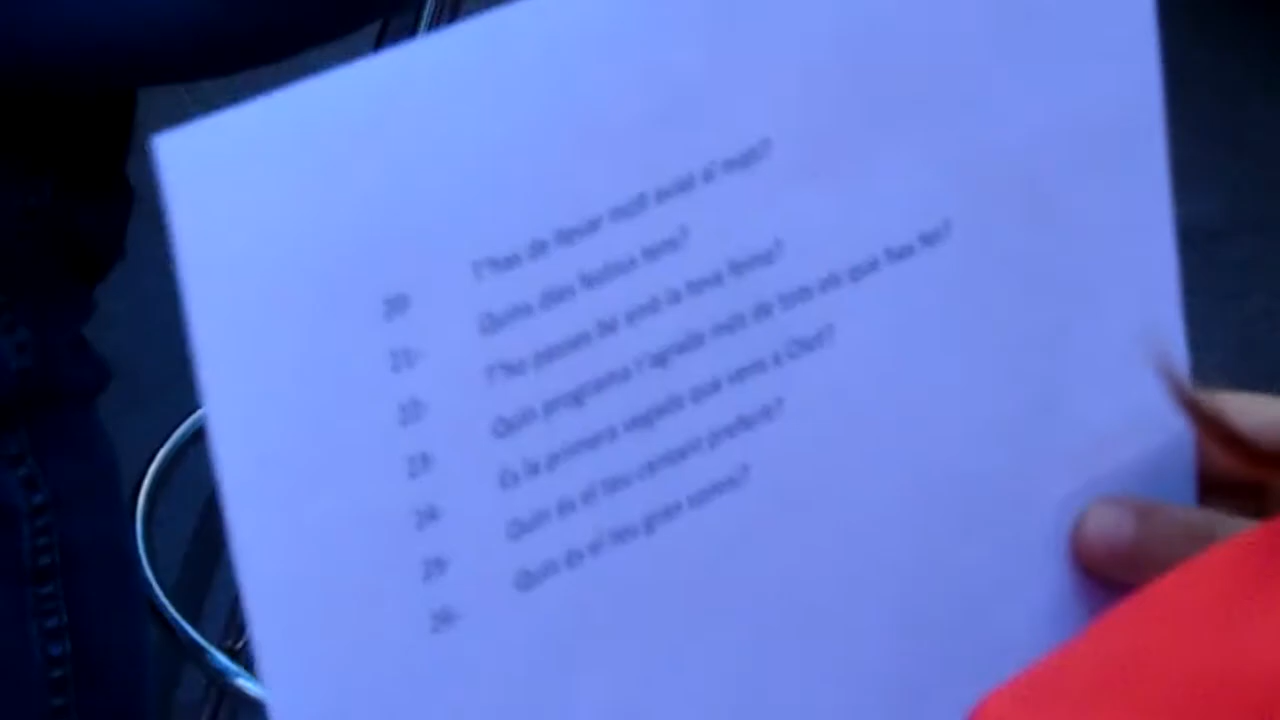 20- T'has de llevar molt aviat al matí?
21- Quins dies festius tens?
22- T'ho passes bé amb la teva feina?
23- Quin programa t'agrada més de tots els que has fet?
24- És la primera vegada que vens a Olot?
25- Quin és el teu cantant preferit?
26- Quin és el teu gran somni?